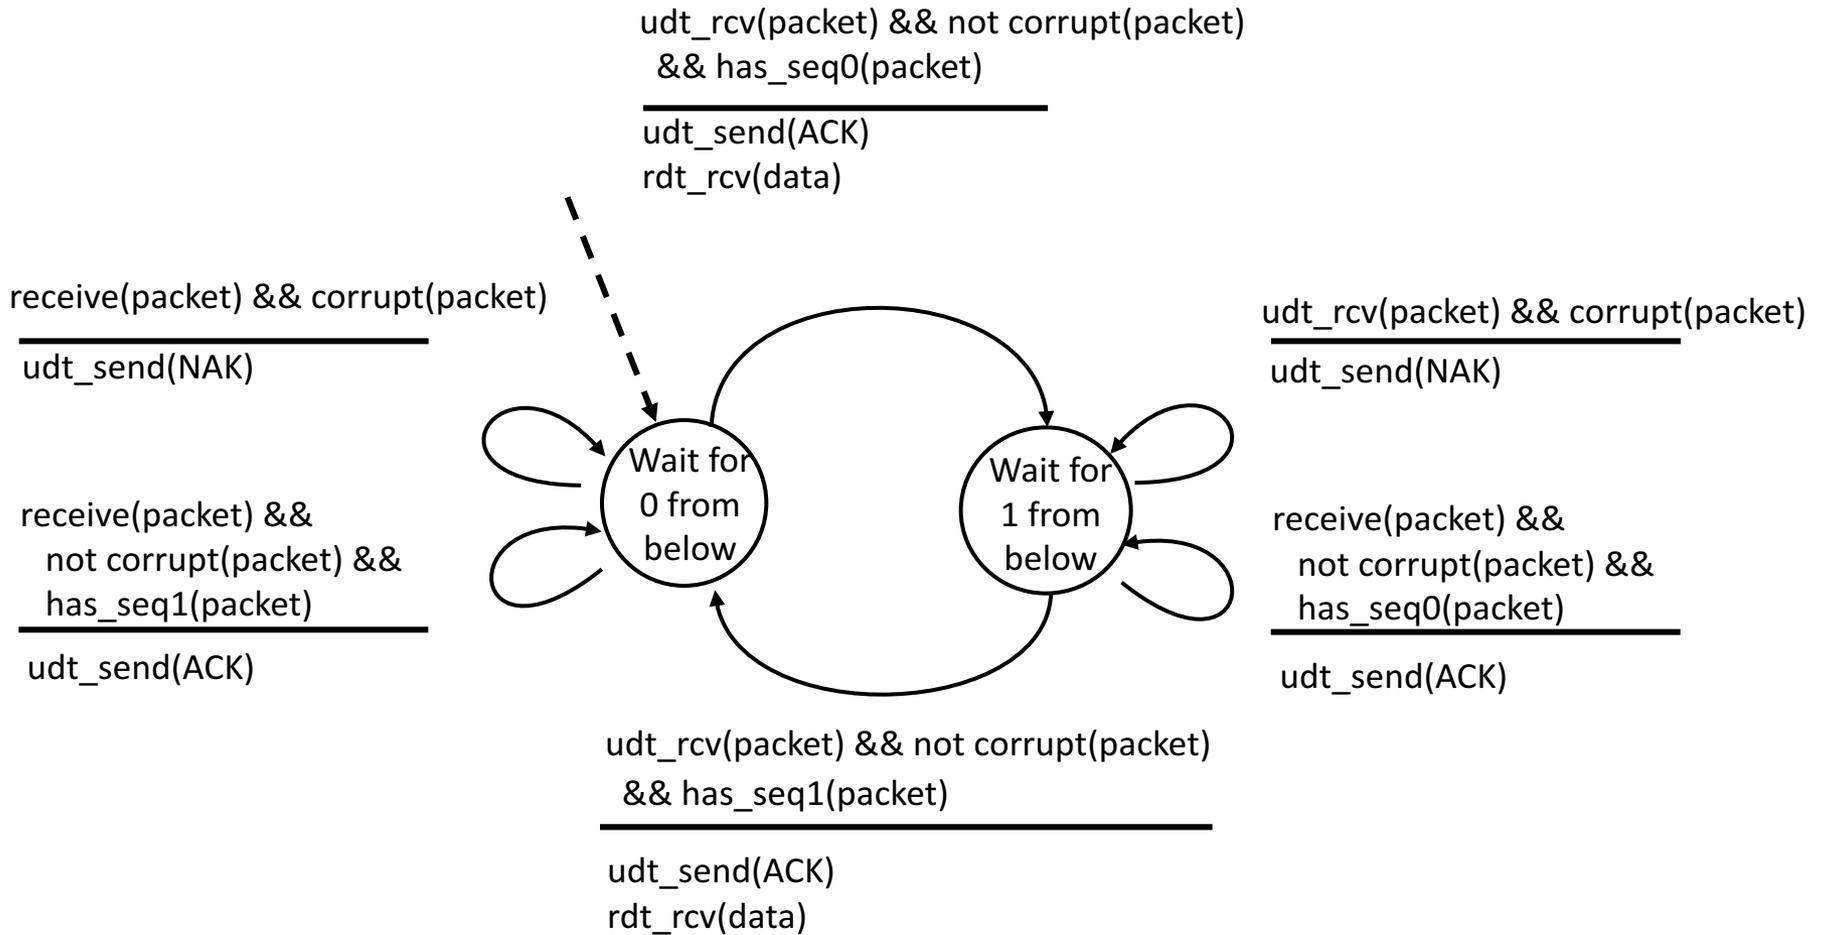 udt_rcv(packet) && not corrupt(packet)
&& has_seq0(packet)
udt_send(ACK)
rdt_rcv(data)
receive(packet) && corrupt(packet)
udt_send(NAK)
receive(packet) &&
not corrupt(packet) &&
has_seq1(packet)
udt_send(ACK)
Wait for
0 from
below
Wait for
1 from
below
udt_rcv(packet) && corrupt(packet)
udt_send(NAK)
receive(packet) &&
not corrupt(packet) &&
has_seq0(packet)
udt_send(ACK)
udt_rcv(packet) && not corrupt(packet)
&& has_seq1(packet)
udt_send(ACK)
rdt_rcv(data)